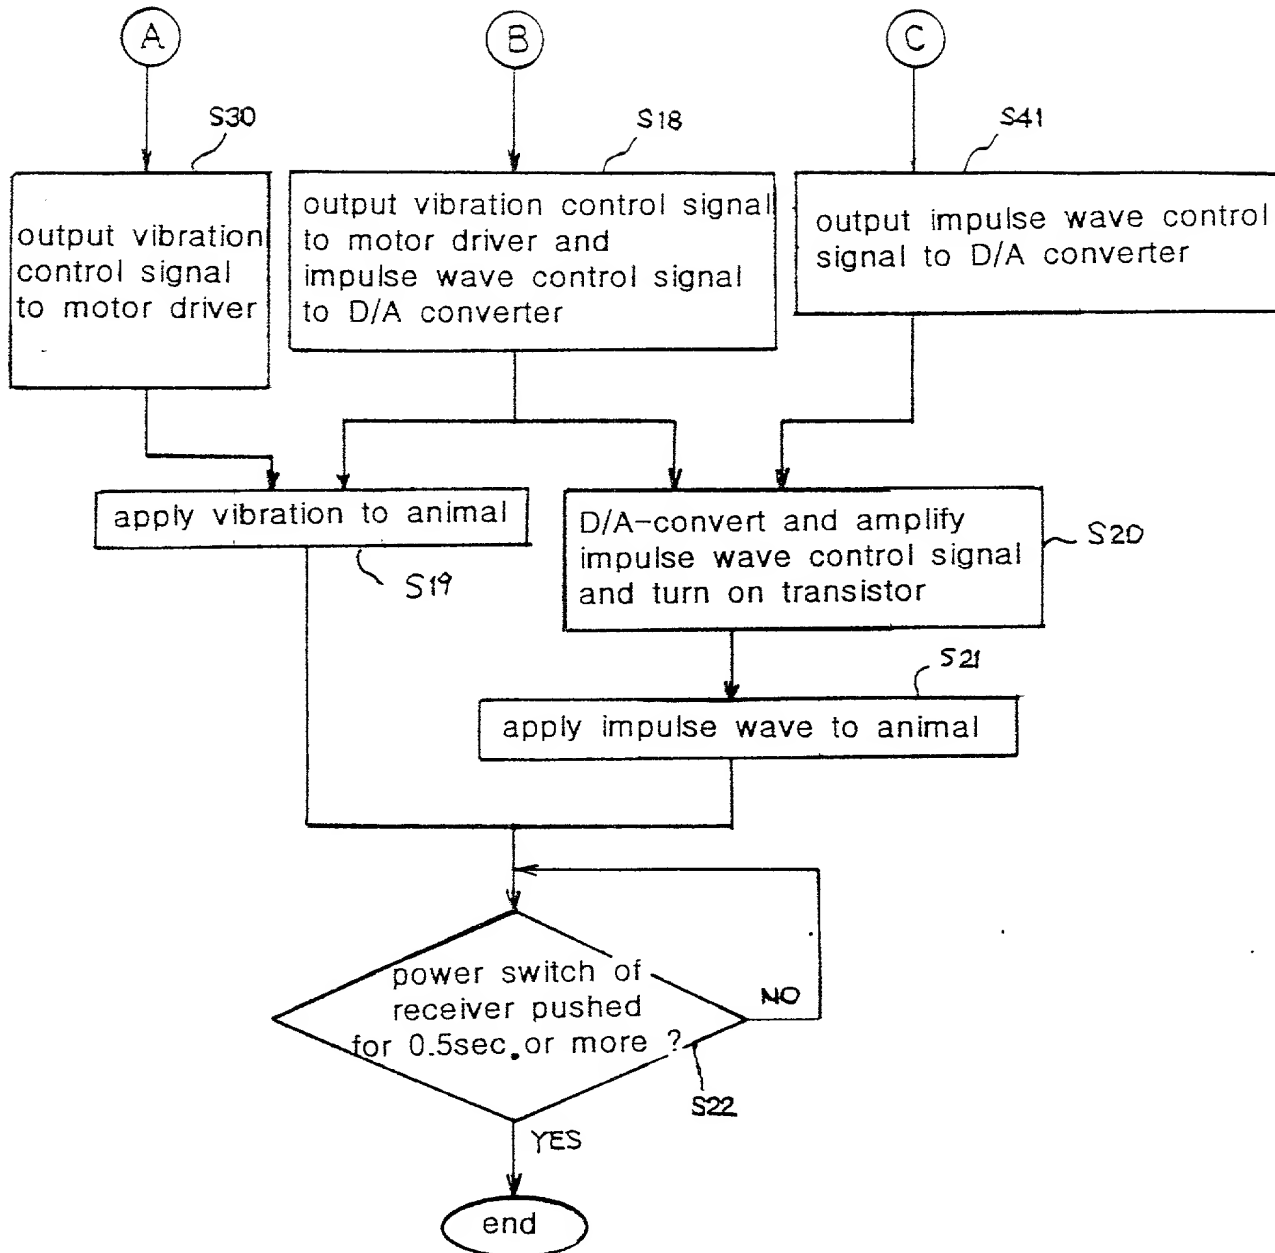 A
B
C
S30
S18
S41
output vibration
control signal
to motor driver
output vibration control signal
to motor driver and
impulse wave control signal
to D/A converter
output impulse wave control
signal to D/A converter
apply vibration to animal
S19
D/A-convert and amplify
impulse wave control signal
and turn on transistor
S20
S21
apply impulse wave to animal
power switch of
receiver pushed
for 0.5sec. or more ?
NO
S22
YES
end